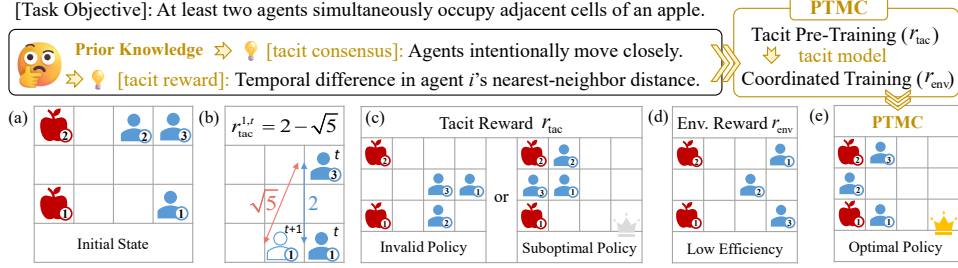 [Task Objective]: At least two agents simultaneously occupy adjacent cells of an apple.
Prior Knowledge [tacit consensus]: Agents intentionally move closely.
[tacit reward]: Temporal difference in agent i's nearest-neighbor distance.
PTMC
Tacit Pre-Training (r_tac)
tacit model
Coordinated Training (r_env)
PTMC
(a)
2 2 3
1 1
Initial State
(b)
r_tac^{1,t} = 2 − √5
t
3
√5 2
t+1 t
1 1
(c)
Tacit Reward r_tac
2
3 1
1 2
Invalid Policy
or
2 2
3 1
1
Suboptimal Policy
(d)
Env. Reward r_env
2 1
2
1 3
Low Efficiency
(e)
2 3
2
1 1
Optimal Policy